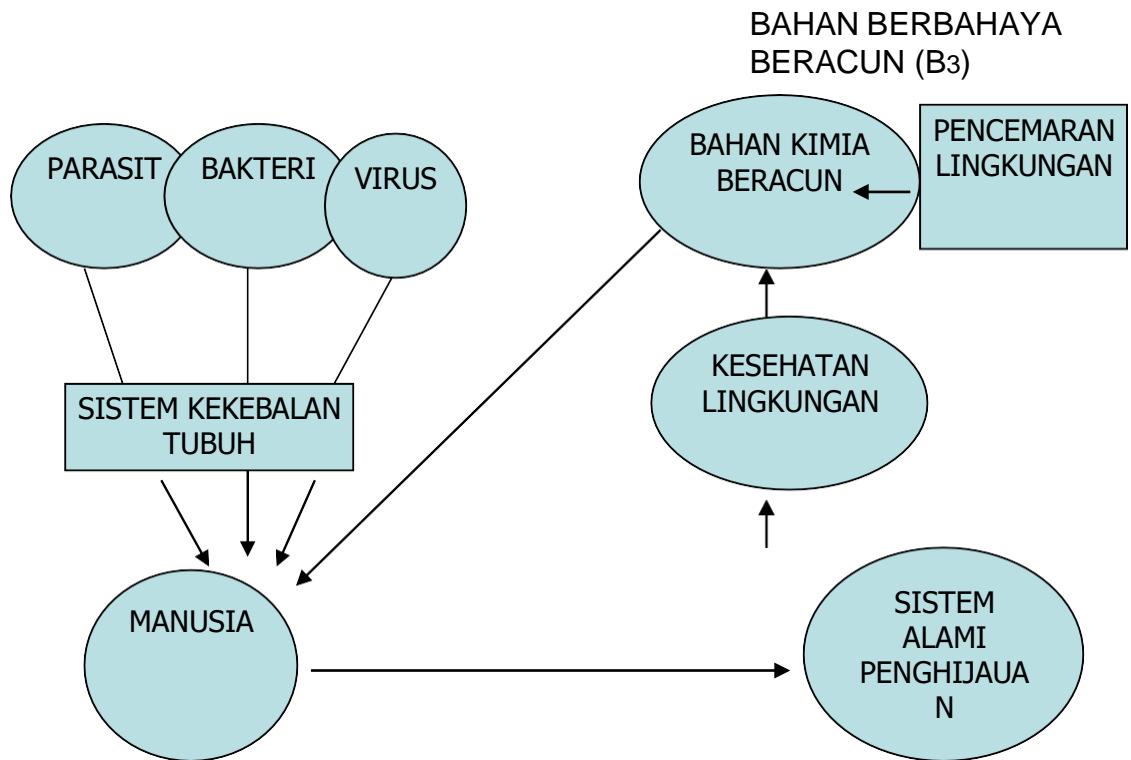 BAHAN BERBAHAYA
BERACUN (B3)
PARASIT
BAKTERI
VIRUS
BAHAN KIMIA
BERACUN
PENCEMARAN
LINGKUNGAN
KESEHATAN
LINGKUNGAN
SISTEM KEKEBALAN
TUBUH
MANUSIA
SISTEM
ALAMI
PENGHIJAUA
N